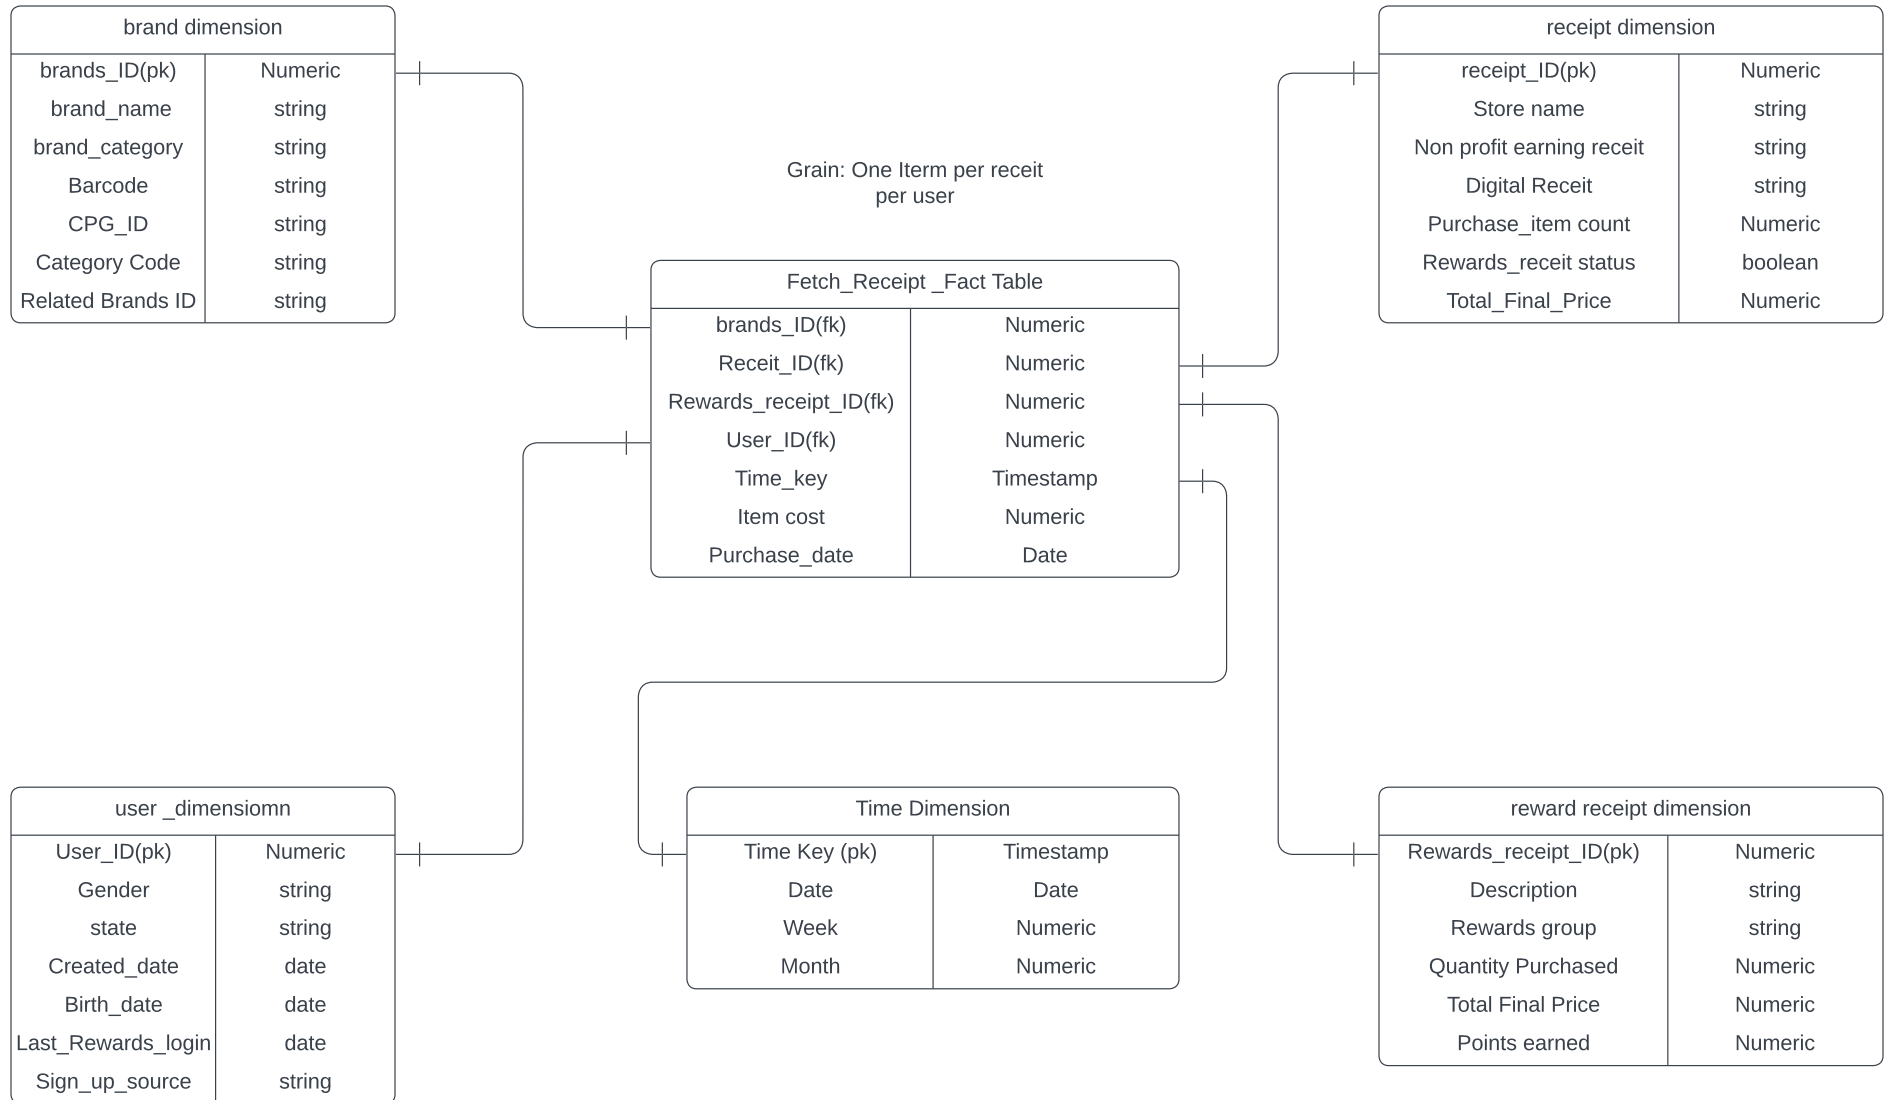 brand dimension
brands_ID(pk) Numeric
brand_name string
brand_category string
Barcode string
CPG_ID string
Category Code string
Related Brands ID string
receipt dimension
receipt_ID(pk) Numeric
Store name string
Non profit earning receit string
Digital Receit string
Purchase_item count Numeric
Rewards_receit status boolean
Total_Final_Price Numeric
Grain: One Iterm per receit
per user
Fetch_Receipt _Fact Table
brands_ID(fk) Numeric
Receit_ID(fk) Numeric
Rewards_receipt_ID(fk) Numeric
User_ID(fk) Numeric
Time_key Timestamp
Item cost Numeric
Purchase_date Date
user _dimensiomn
User_ID(pk) Numeric
Gender string
state string
Created_date date
Birth_date date
Last_Rewards_login date
Sign_up_source string
Time Dimension
Time Key (pk) Timestamp
Date Date
Week Numeric
Month Numeric
reward receipt dimension
Rewards_receipt_ID(pk) Numeric
Description string
Rewards group string
Quantity Purchased Numeric
Total Final Price Numeric
Points earned Numeric